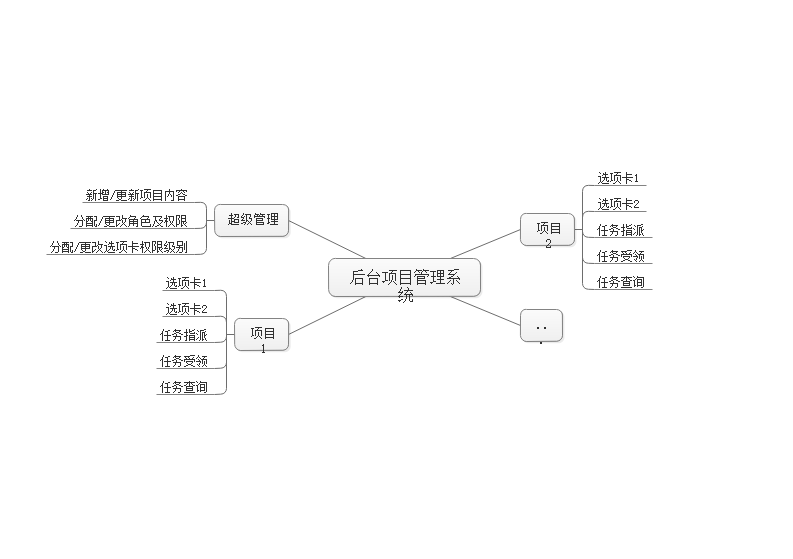 新增/更新项目内容
分配/更改角色及权限
分配/更改选项卡权限级别
超级管理
选项卡1
选项卡2
任务指派
任务受领
任务查询
项目
1
后台项目管理系
统
项目
2
选项卡1
选项卡2
任务指派
任务受领
任务查询
..
.